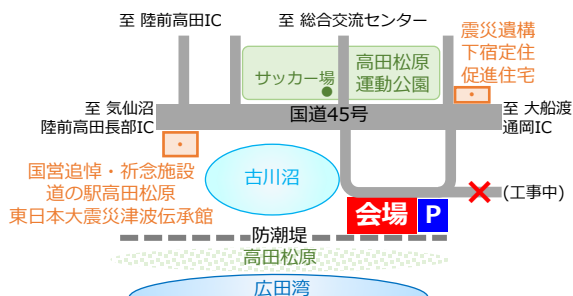 至 陸前高田IC
至 総合交流センター
震災遺構
下宿定住
促進住宅
サッカー場
高田松原
運動公園
至 気仙沼
陸前高田長部IC
国道45号
至 大船渡
通岡IC
国営追悼・祈念施設
道の駅高田松原
東日本大震災津波伝承館
古川沼
(工事中)
会場
P
防潮堤
高田松原
広田湾